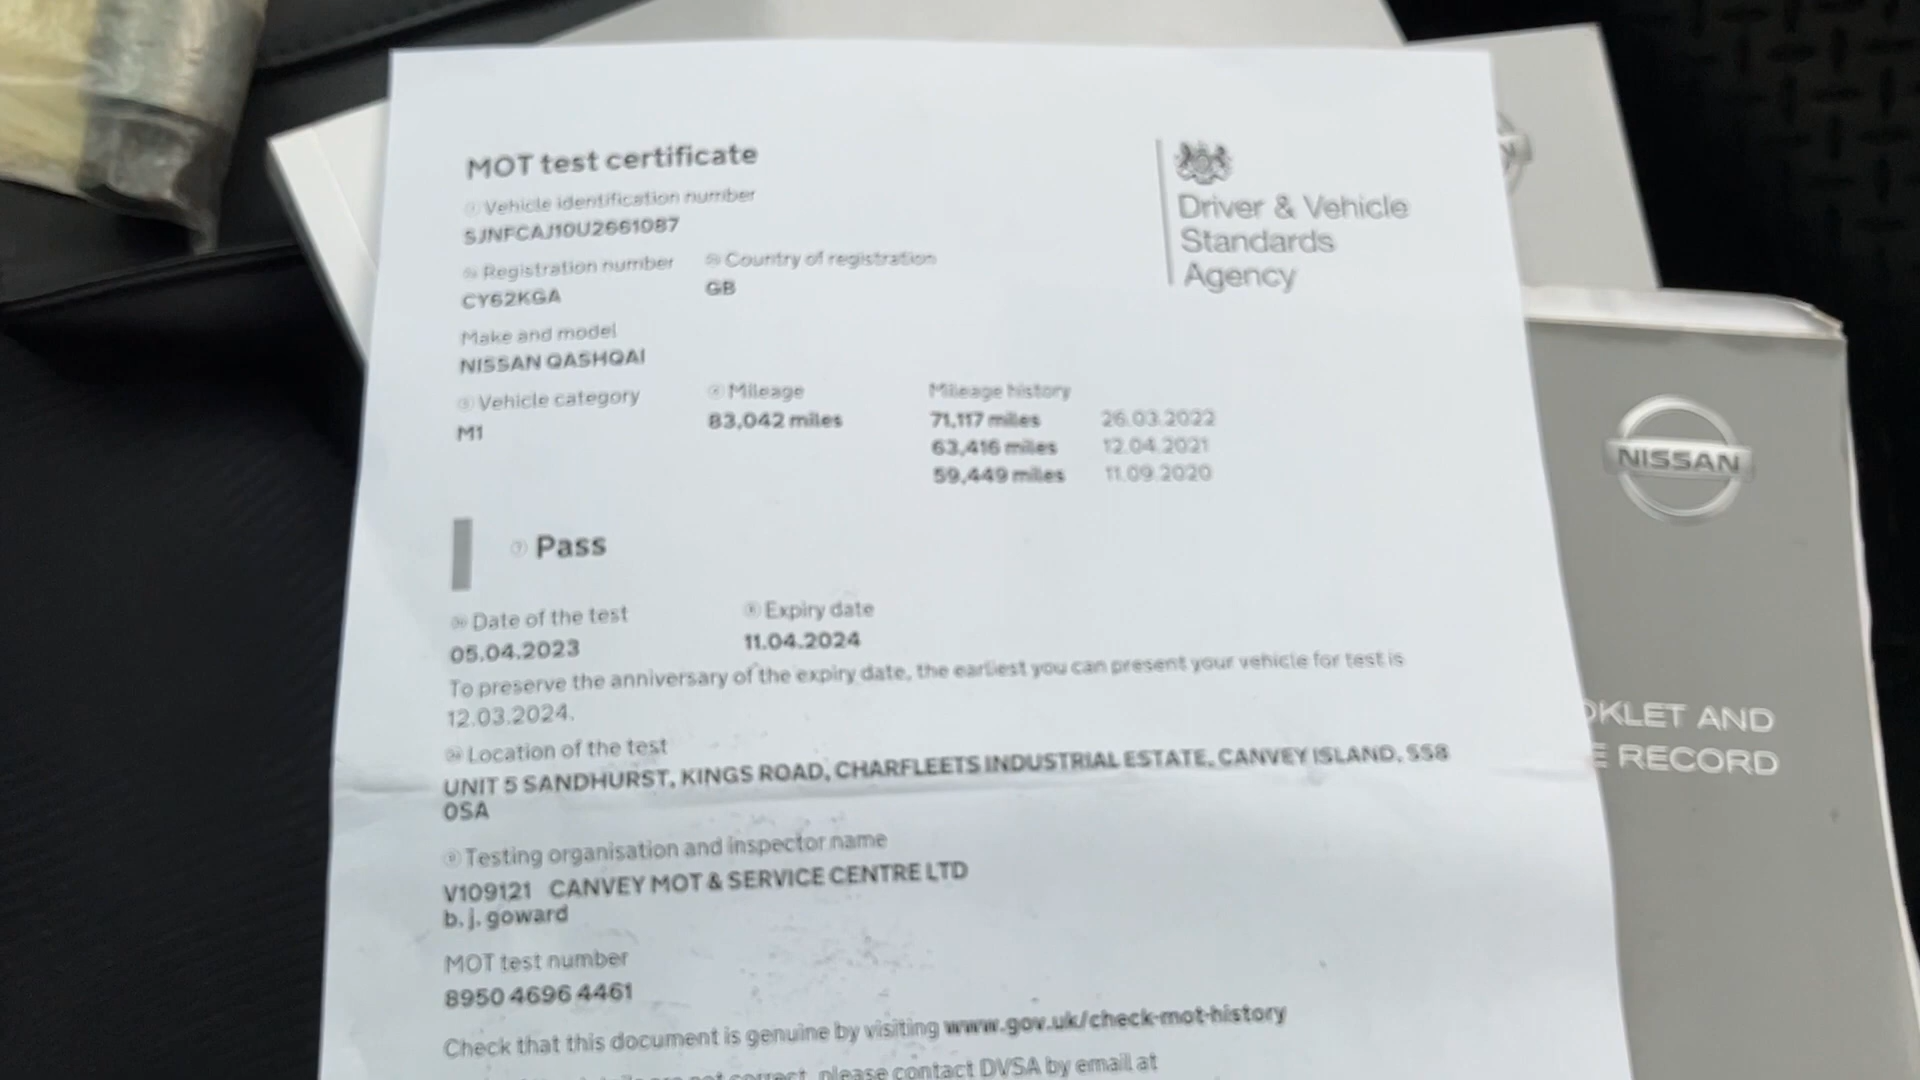 MOT test certificate
Vehicle identification number
SJNFCAJ10U2661087
Registration number
Country of registration
CY62KGA
GB
Make and model
NISSAN QASHQAI
Vehicle category
Mileage
Mileage history
M1
83,042 miles
71,117 miles 26.03.2022
63,416 miles 12.04.2021
59,449 miles 11.09.2020
Driver & Vehicle
Standards
Agency
Pass
Date of the test
Expiry date
05.04.2023
11.04.2024
To preserve the anniversary of the expiry date, the earliest you can present your vehicle for test is
12.03.2024.
Location of the test
UNIT 5 SANDHURST, KINGS ROAD, CHARFLEETS INDUSTRIAL ESTATE, CANVEY ISLAND, SS8
0SA
Testing organisation and inspector name
V109121 CANVEY MOT & SERVICE CENTRE LTD
b. j. goward
MOT test number
8950 4696 4461
Check that this document is genuine by visiting www.gov.uk/check-mot-history
correct, please contact DVSA by email at
NISSAN
OKLET AND
E RECORD